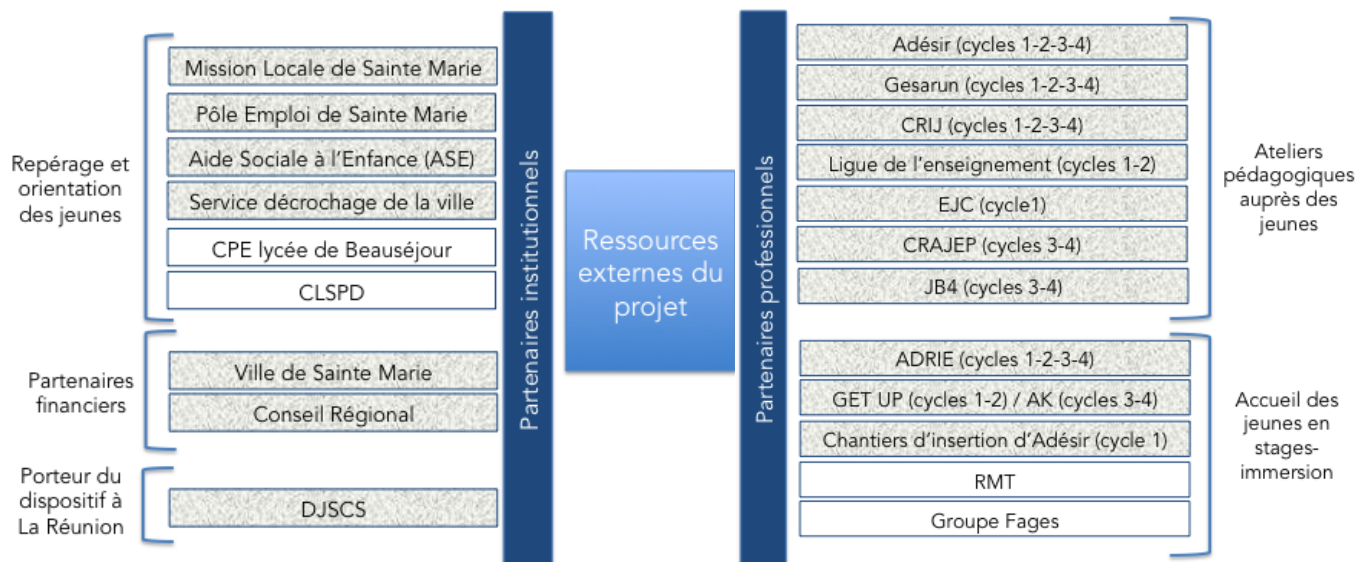 Repérage et
orientation
des jeunes
Mission Locale de Sainte Marie
Pôle Emploi de Sainte Marie
Aide Sociale à l'Enfance (ASE)
Service décrochage de la ville
CPE lycée de Beauséjour
CLSPD
Partenaires
financiers
Ville de Sainte Marie
Conseil Régional
Porteur du
dispositif à
La Réunion
DJSCS
Partenaires institutionnels
Ressources
externes du
projet
Partenaires professionnels
Adésir (cycles 1-2-3-4)
Gesarun (cycles 1-2-3-4)
CRIJ (cycles 1-2-3-4)
Ligue de l'enseignement (cycles 1-2)
EJC (cycle1)
CRAJEP (cycles 3-4)
JB4 (cycles 3-4)
Ateliers
pédagogiques
auprès des
jeunes
ADRIE (cycles 1-2-3-4)
GET UP (cycles 1-2) / AK (cycles 3-4)
Chantiers d'insertion d'Adésir (cycle 1)
RMT
Groupe Fages
Accueil des
jeunes en
stages-
immersion